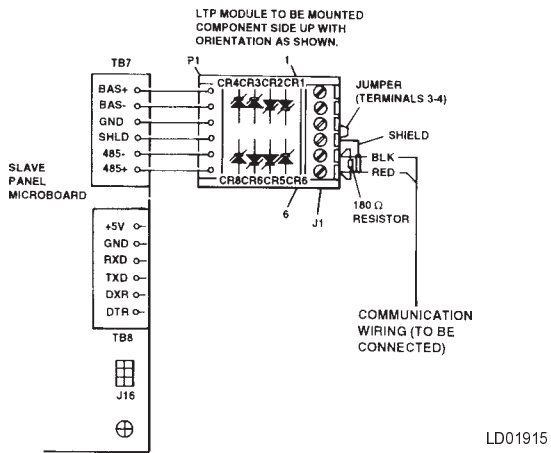 LTP MODULE TO BE MOUNTED
COMPONENT SIDE UP WITH
ORIENTATION AS SHOWN.
TB7
P1
1
BAS+
BAS-
GND
SHLD
485-
485+
CR4CR3CR2CR1
CR8CR6CR5CR6
6
J1
JUMPER
(TERMINALS 3-4)
SHIELD
BLK
RED
180 Ω
RESISTOR
SLAVE
PANEL
MICROBOARD
+5V
GND
RXD
TXD
DXR
DTR
TB8
J16
COMMUNICATION
WIRING (TO BE
CONNECTED)
LD01915